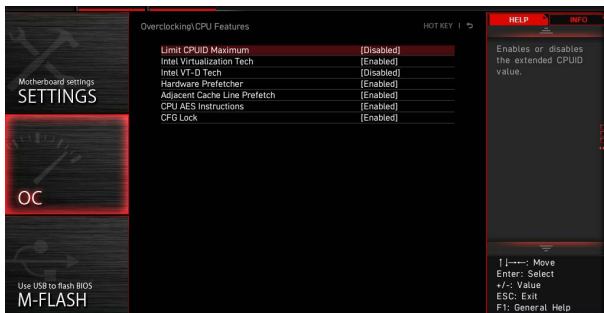 Motherboard settings
SETTINGS
OC
Use USB to flash BIOS
M-FLASH
Overclocking\CPU Features
HOT KEY
Limit CPUID Maximum [Disabled]
Intel Virtualization Tech [Enabled]
Intel VT-D Tech [Disabled]
Hardware Prefetcher [Enabled]
Adjacent Cache Line Prefetch [Enabled]
CPU AES Instructions [Enabled]
CFG Lock [Enabled]
HELP
INFO
Enables or disables
the extended CPUID
value.
↑↓→←: Move
Enter: Select
+/-: Value
ESC: Exit
F1: General Help